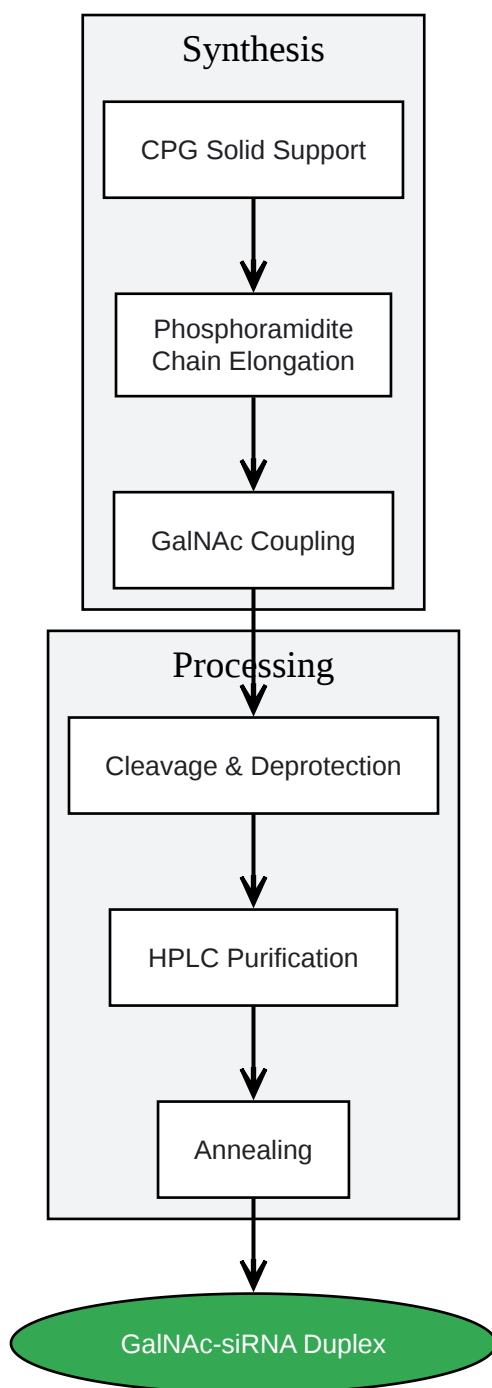 Synthesis
CPG Solid Support
Phosphoramidite
Chain Elongation
GalNAc Coupling
Processing
Cleavage & Deprotection
HPLC Purification
Annealing
GalNAc-siRNA Duplex